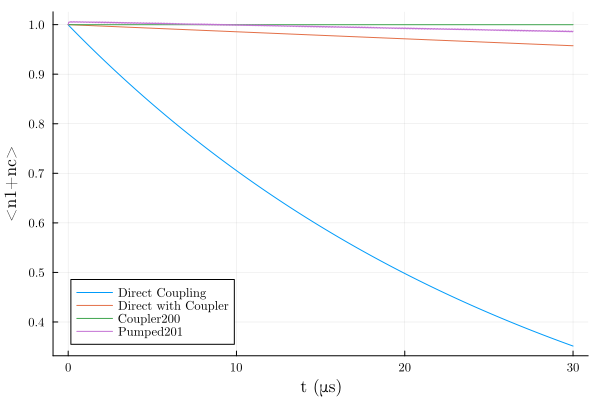 1.0
0.9
0.8
0.7
0.6
0.5
0.4
<n1+nc>
Direct Coupling
Direct with Coupler
Coupler200
Pumped201
0 10 20 30
t (μs)